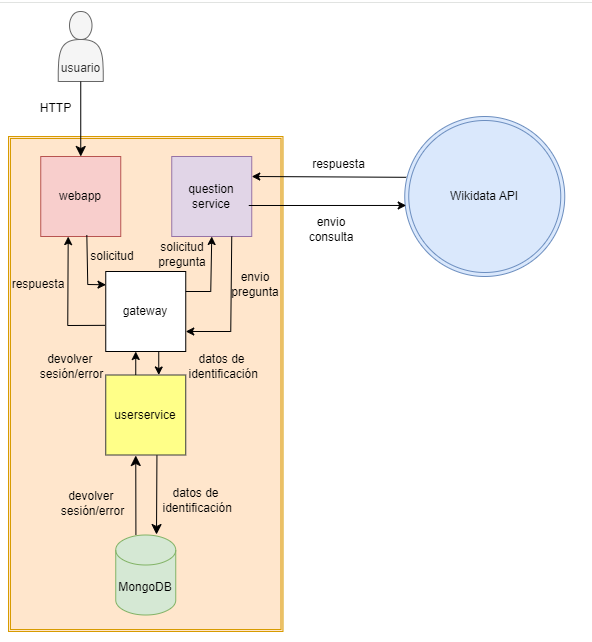 usuario
HTTP
webapp
question
service
respuesta
Wikidata API
envio
consulta
solicitud
solicitud
pregunta
respuesta
envio
pregunta
gateway
devolver
sesión/error
datos de
identificación
userservice
devolver
sesión/error
datos de
identificación
MongoDB